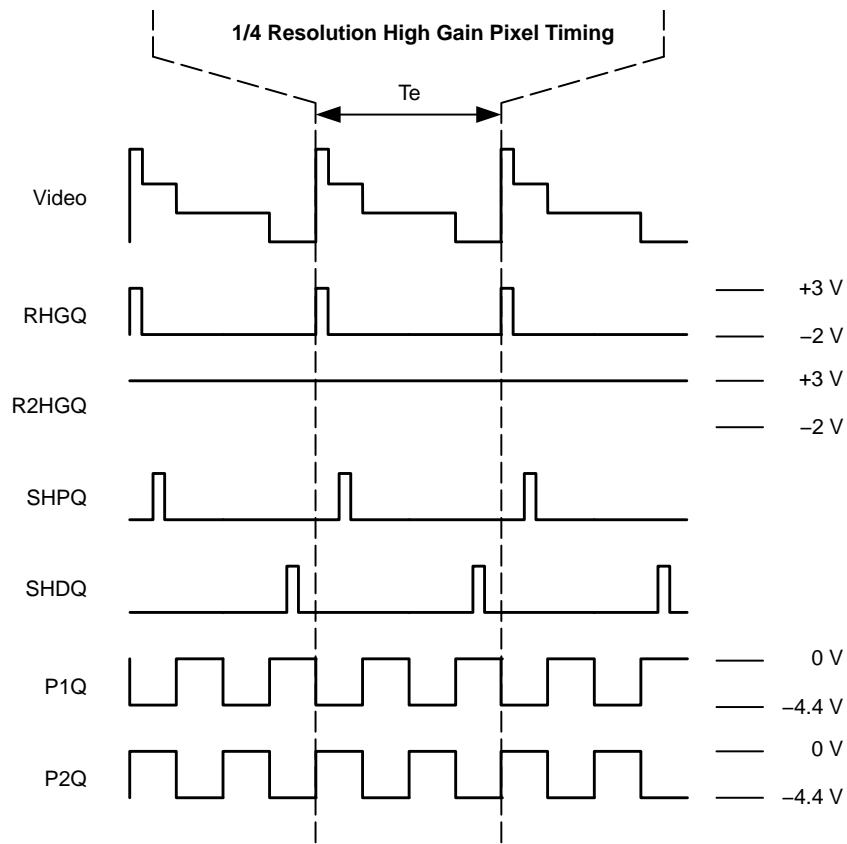 1/4 Resolution High Gain Pixel Timing
Te
Video
RHGQ
+3 V
−2 V
R2HGQ
+3 V
−2 V
SHPQ
SHDQ
P1Q
0 V
−4.4 V
P2Q
0 V
−4.4 V